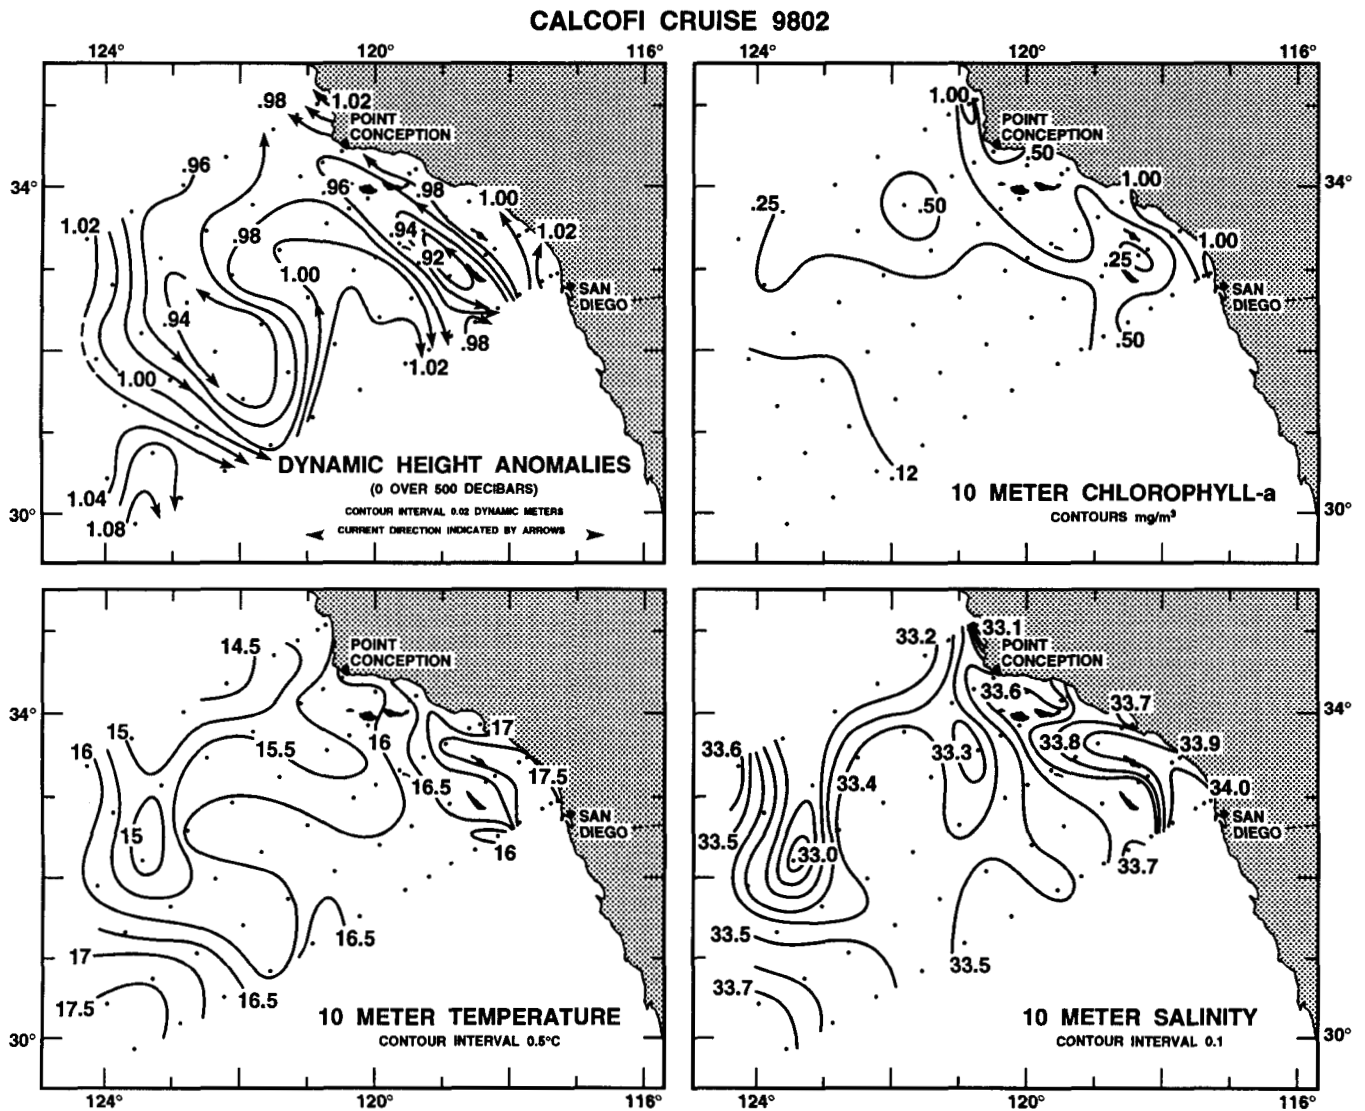 CALCOFI CRUISE 9802
124° 120° 116°
34°
30°
.98
1.02
POINT
CONCEPTION
.96
.96
.98
1.00
1.02
.98
.94
1.02
.92
1.00
.94
SAN
DIEGO
.98
1.02
1.00
1.04
1.08
DYNAMIC HEIGHT ANOMALIES
(0 OVER 500 DECIBARS)
CONTOUR INTERVAL 0.02 DYNAMIC METERS
CURRENT DIRECTION INDICATED BY ARROWS
124° 120° 116°
34°
30°
1.00
POINT
CONCEPTION
.50
1.00
.25
.50
1.00
.25
SAN
DIEGO
.50
.12
10 METER CHLOROPHYLL-a
CONTOURS mg/m³
34°
30°
14.5
POINT
CONCEPTION
15
17
16
15.5
16
17.5
16.5
15
SAN
DIEGO
16
16.5
17
16.5
17.5
10 METER TEMPERATURE
CONTOUR INTERVAL 0.5°C
124° 120°
34°
30°
33.2
33.1
POINT
CONCEPTION
33.6
33.7
33.6
33.3
33.8
33.9
33.4
34.0
33.5
33.0
SAN
DIEGO
33.7
33.5
33.5
33.7
10 METER SALINITY
CONTOUR INTERVAL 0.1
124° 120° 116°